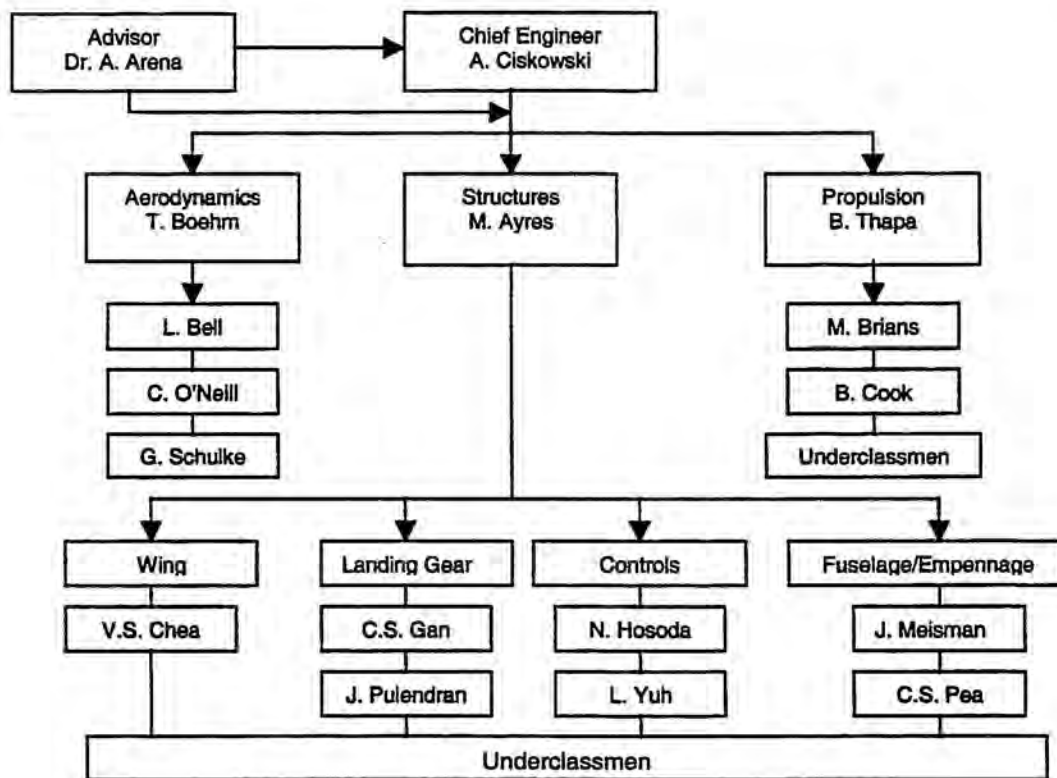 Advisor
Dr. A. Arena
Chief Engineer
A. Ciskowski
Aerodynamics
T. Boehm
Structures
M. Ayres
Propulsion
B. Thapa
L. Bell
C. O'Neill
G. Schulke
M. Brians
B. Cook
Underclassmen
Wing
Landing Gear
Controls
Fuselage/Empennage
V.S. Chea
C.S. Gan
N. Hosoda
J. Meisman
J. Pulendran
L. Yuh
C.S. Pea
Underclassmen